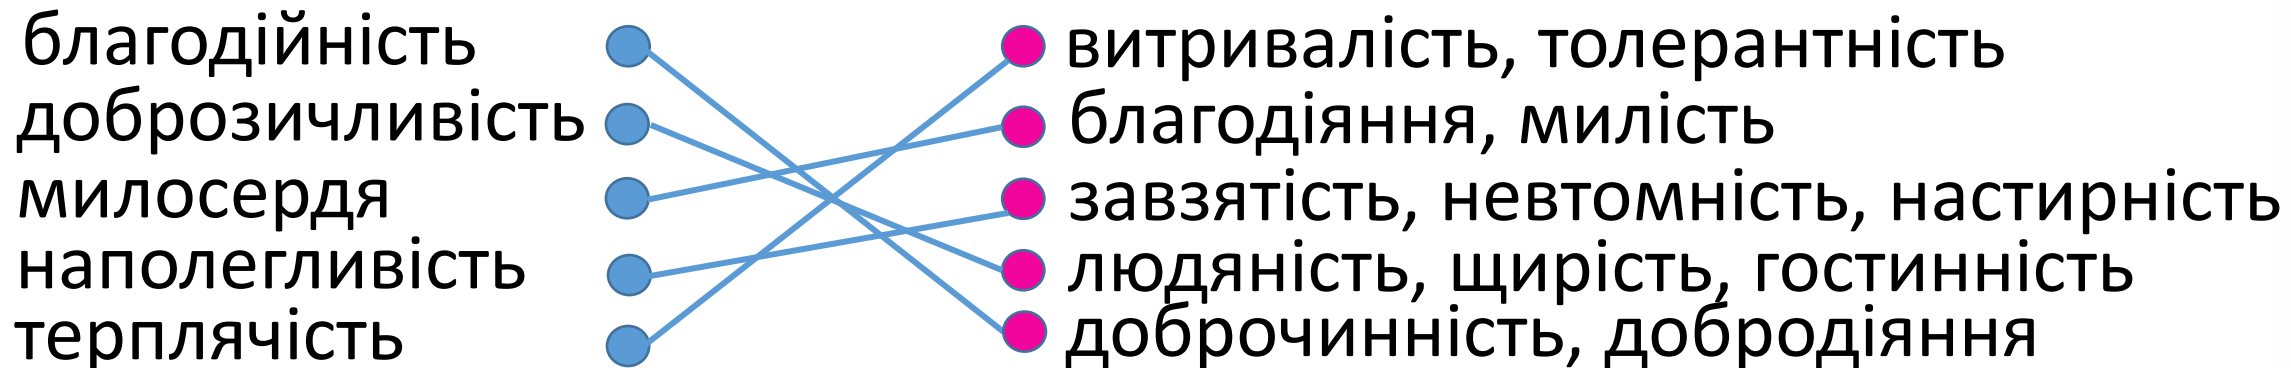 благодійність витривалість, толерантність
доброзичливість благодіяння, милість
милосердя завзятість, невтомність, настирність
наполегливість людяність, щирість, гостинність
терплячість доброчинність, добродіяння